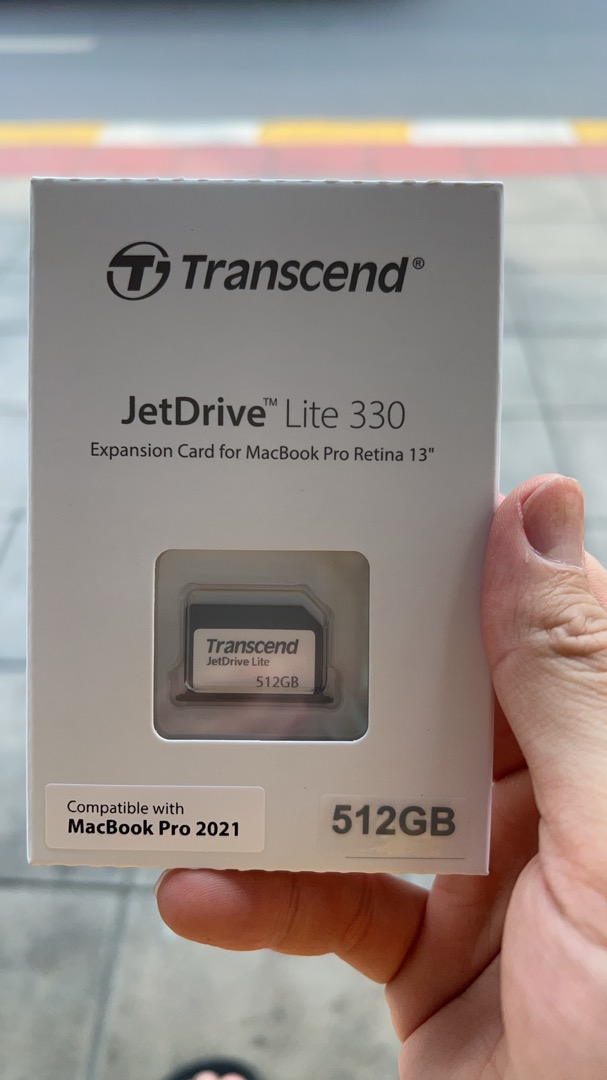 Transcend®
JetDrive™ Lite 330
Expansion Card for MacBook Pro Retina 13"
Transcend
JetDrive Lite
512GB
Compatible with
MacBook Pro 2021
512GB